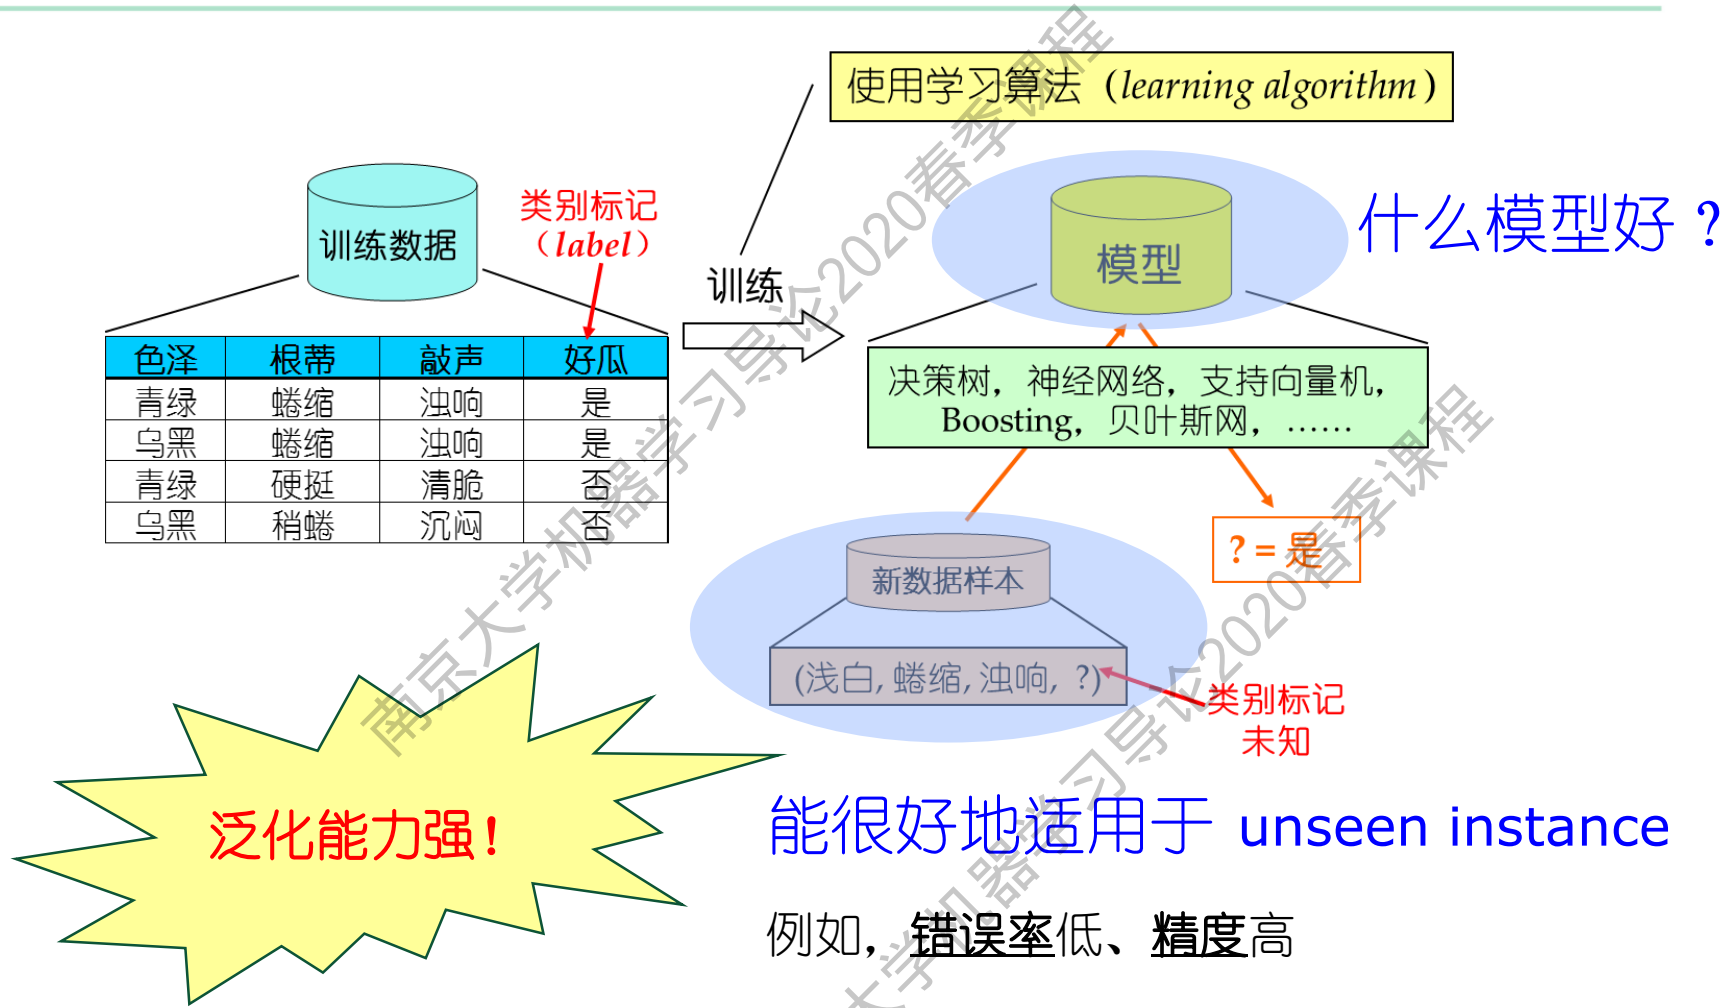 使用学习算法（learning algorithm）
训练数据
类别标记
（label）
训练
模型
什么模型好？
色泽 根蒂 敲声 好瓜
青绿 蜷缩 浊响 是
乌黑 蜷缩 浊响 是
青绿 硬挺 清脆 否
乌黑 稍蜷 沉闷 否
决策树，神经网络，支持向量机，
Boosting，贝叶斯网，……
? = 是
新数据样本
(浅白, 蜷缩, 浊响, ?)
类别标记
未知
泛化能力强！
能很好地适用于 unseen instance
例如，错误率低、精度高
南京大学机器学习导论2020春季课程
大学机器学习导论2020春季课程